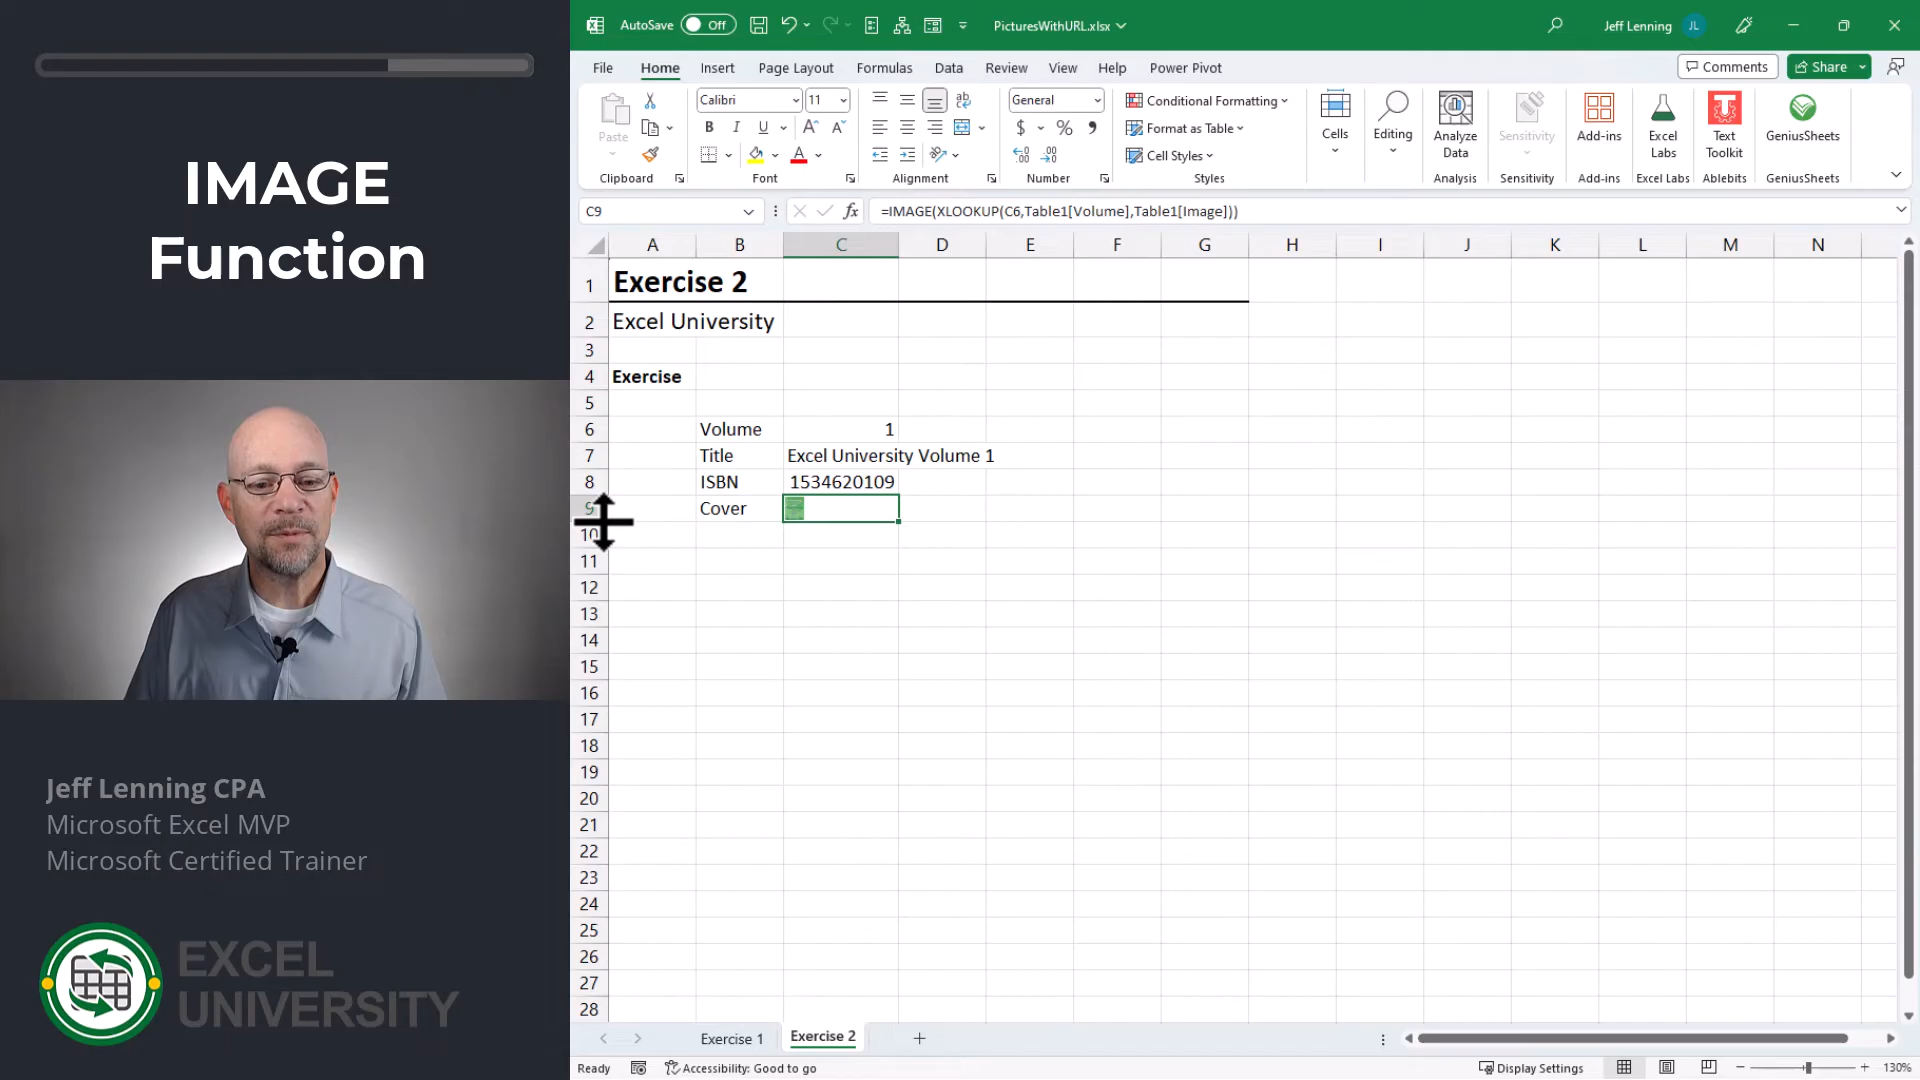 IMAGE
Function
Jeff Lenning CPA
Microsoft Excel MVP
Microsoft Certified Trainer
EXCEL
UNIVERSITY
AutoSave Off PicturesWithURL.xlsx Jeff Lenning JL
File Home Insert Page Layout Formulas Data Review View Help Power Pivot Comments Share
Paste Calibri 11 General Conditional Formatting Format as Table Cell Styles Cells Editing Analyze Data Sensitivity Add-ins Excel Labs Text Toolkit GeniusSheets
Clipboard Font Alignment Number Styles Analysis Sensitivity Add-ins Excel Labs Ablebits GeniusSheets
C9 fx =IMAGE(XLOOKUP(C6,Table1[Volume],Table1[Image]))
A B C D E F G H I J K L M N
1 Exercise 2
2 Excel University
3
4 Exercise
5
6 Volume 1
7 Title Excel University Volume 1
8 ISBN 1534620109
9 Cover
10
11
12
13
14
15
16
17
18
19
20
21
22
23
24
25
26
27
28
Exercise 1 Exercise 2
Ready Accessibility: Good to go Display Settings 130%